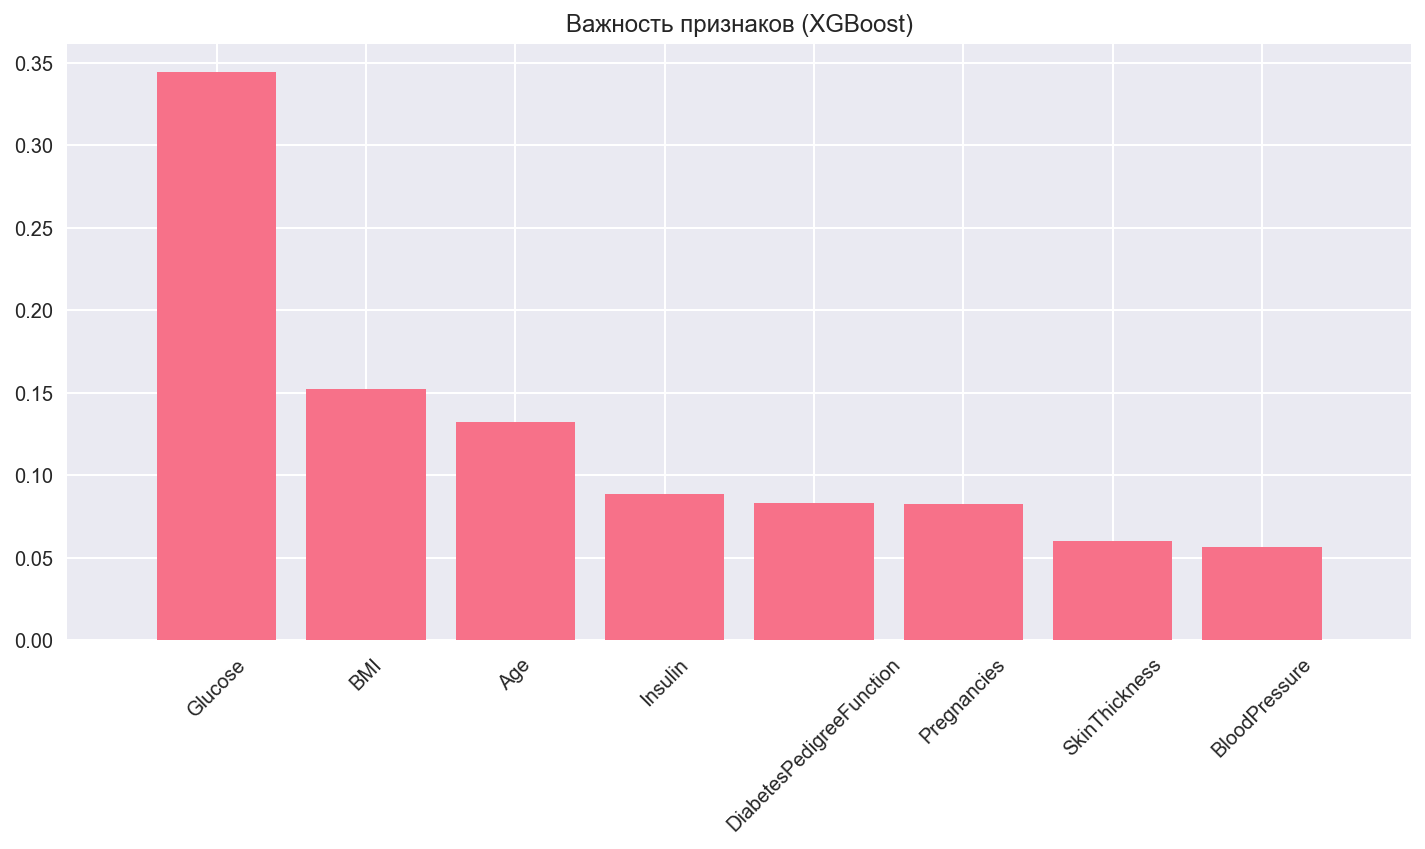 Важность признаков (XGBoost)
0.35
0.30
0.25
0.20
0.15
0.10
0.05
0.00
Glucose
BMI
Age
Insulin
DiabetesPedigreeFunction
Pregnancies
SkinThickness
BloodPressure